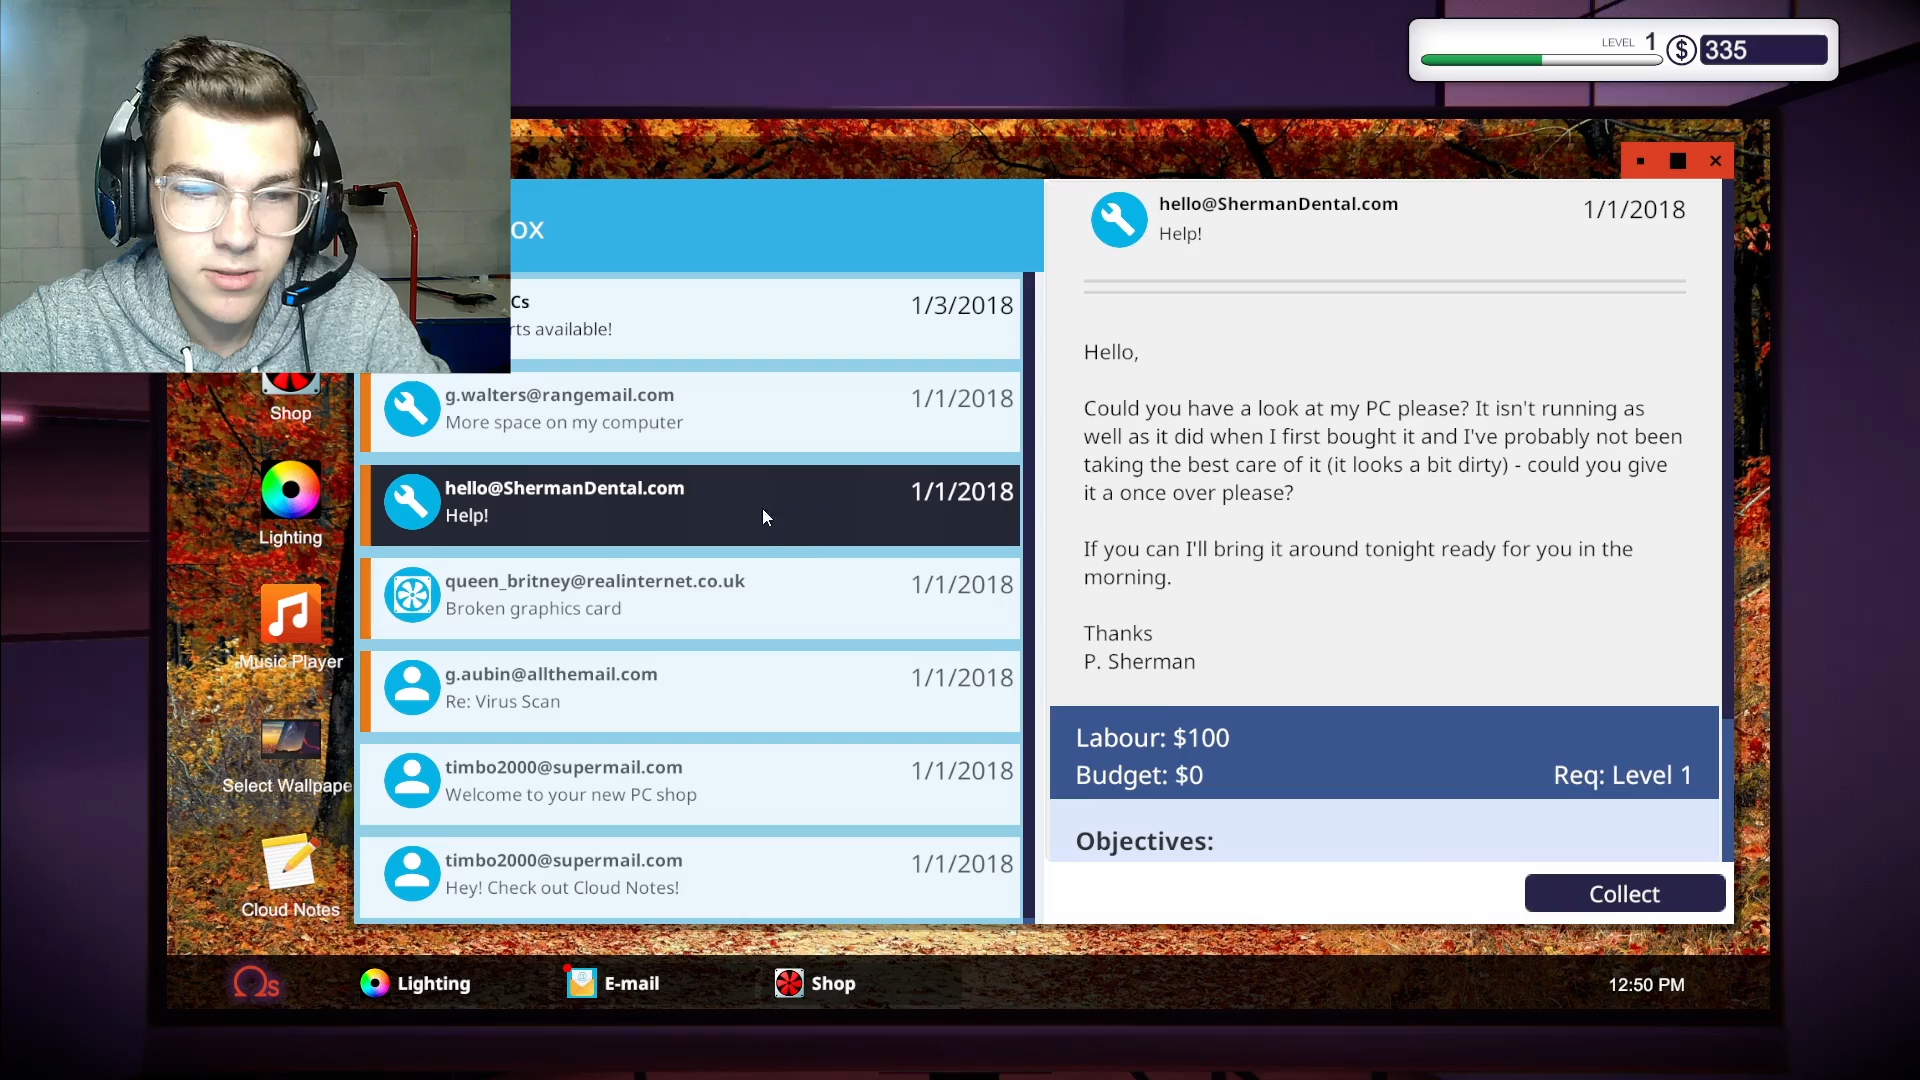 LEVEL 1 $ 335
ox
Cs
1/3/2018
rts available!
g.walters@rangemail.com
1/1/2018
More space on my computer
hello@ShermanDental.com
1/1/2018
Help!
queen_britney@realinternet.co.uk
1/1/2018
Broken graphics card
g.aubin@allthemail.com
1/1/2018
Re: Virus Scan
timbo2000@supermail.com
1/1/2018
Welcome to your new PC shop
timbo2000@supermail.com
1/1/2018
Hey! Check out Cloud Notes!
hello@ShermanDental.com
1/1/2018
Help!
Hello,
Could you have a look at my PC please? It isn't running as
well as it did when I first bought it and I've probably not been
taking the best care of it (it looks a bit dirty) - could you give
it a once over please?
If you can I'll bring it around tonight ready for you in the
morning.
Thanks
P. Sherman
Labour: $100
Budget: $0
Req: Level 1
Objectives:
Collect
Shop
Lighting
Music Player
Select Wallpape
Cloud Notes
Ωs
Lighting
E-mail
Shop
12:50 PM